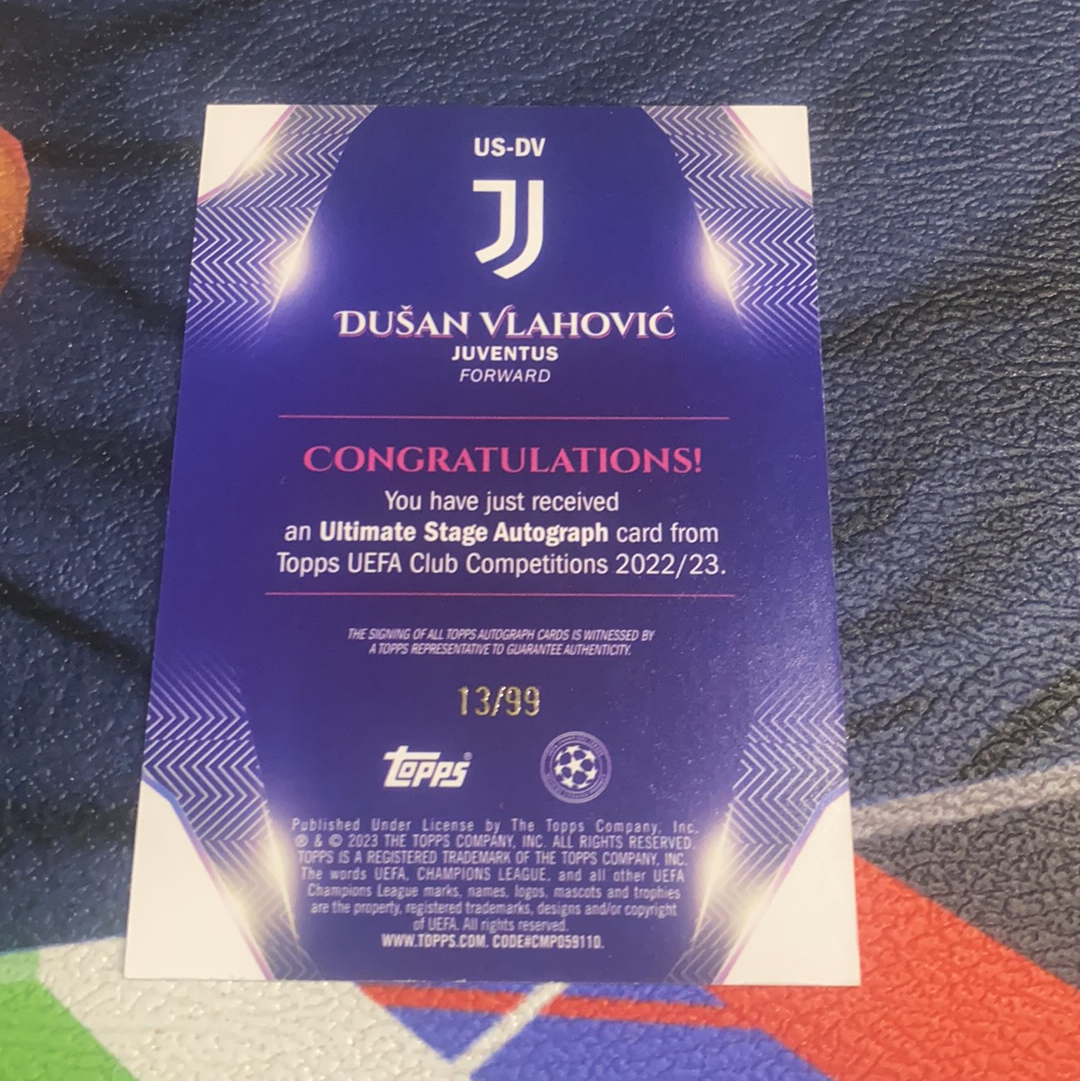 US-DV
DUŠAN VLAHOVIĆ
JUVENTUS
FORWARD
CONGRATULATIONS!
You have just received
an Ultimate Stage Autograph card from
Topps UEFA Club Competitions 2022/23.
THE SIGNING OF ALL TOPPS AUTOGRAPH CARDS IS WITNESSED BY
A TOPPS REPRESENTATIVE TO GUARANTEE AUTHENTICITY.
13/99
topps®
Published Under License by The Topps Company, Inc.
® & © 2023 THE TOPPS COMPANY, INC. ALL RIGHTS RESERVED.
TOPPS IS A REGISTERED TRADEMARK OF THE TOPPS COMPANY, INC.
The words UEFA, CHAMPIONS LEAGUE, and all other UEFA
Champions League marks, names, logos, mascots and trophies
are the property, registered trademarks, designs and/or copyright
of UEFA. All rights reserved.
WWW.TOPPS.COM. CODE#CMP059110.